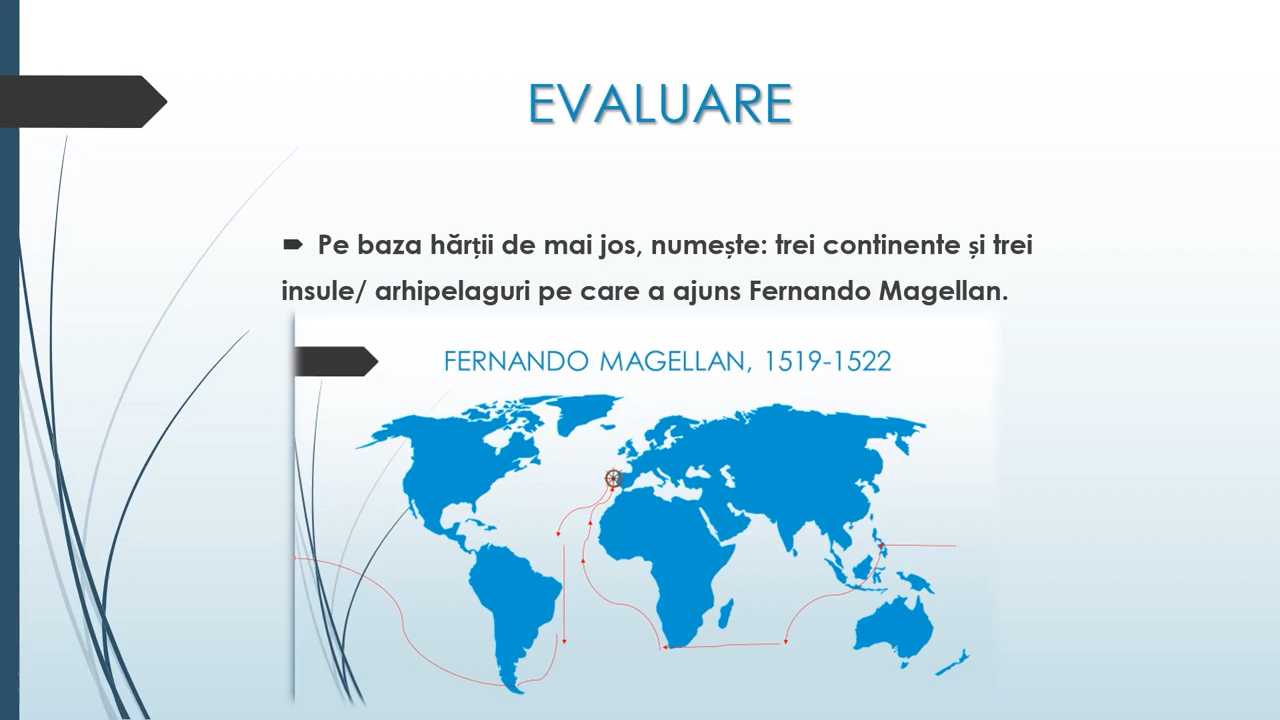 EVALUARE
Pe baza hărții de mai jos, numește: trei continente și trei
insule/ arhipelaguri pe care a ajuns Fernando Magellan.
FERNANDO MAGELLAN, 1519-1522